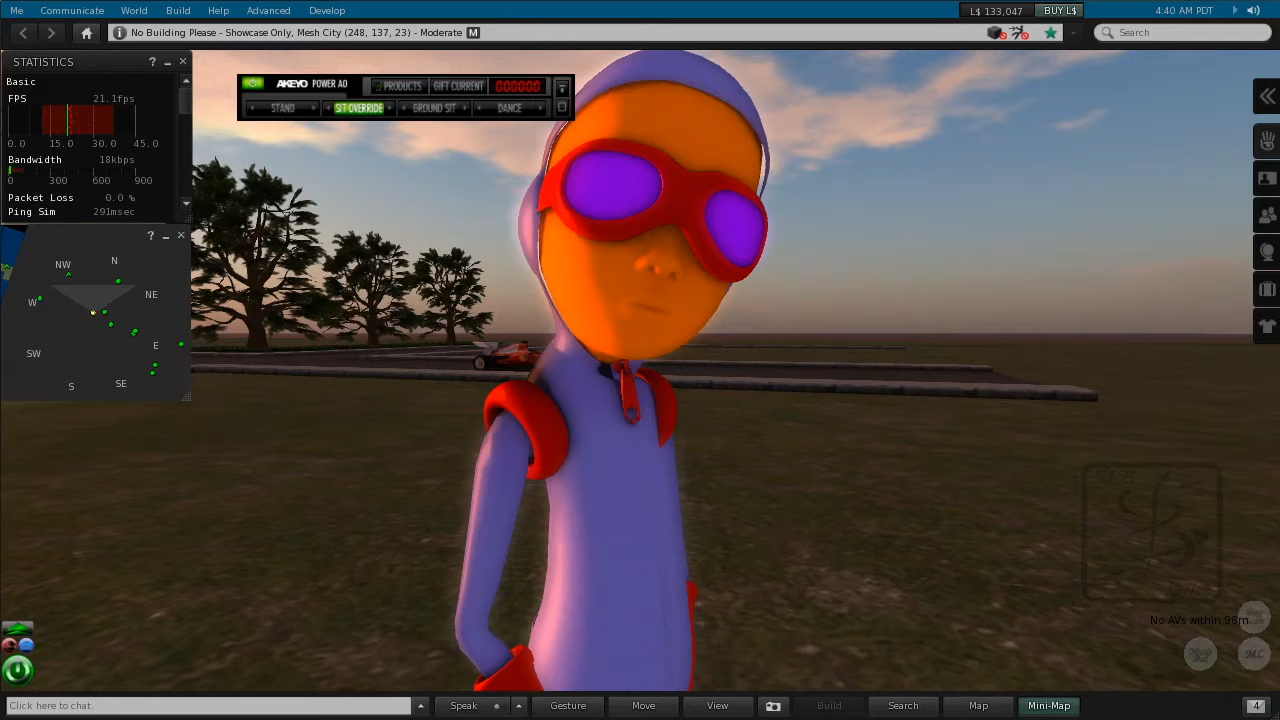 Me Communicate World Build Help Advanced Develop L$ 133,047 BUY L$ 4:40 AM PDT
No Building Please - Showcase Only, Mesh City (248, 137, 23) - Moderate M Search
STATISTICS ? _ ×
Basic
FPS 21.1fps
0.0 15.0 30.0 45.0
Bandwidth 18kbps
0 300 600 900
Packet Loss 0.0 %
Ping Sim 291msec
AKEYO POWER AO PRODUCTS GIFT CURRENT 000000
STAND SIT OVERRIDE GROUND SIT DANCE
? _ ×
NW N NE
W E
SW S SE
No AVs within 96m
M.C.
Click here to chat. Speak Gesture Move View Build Search Map Mini-Map 4